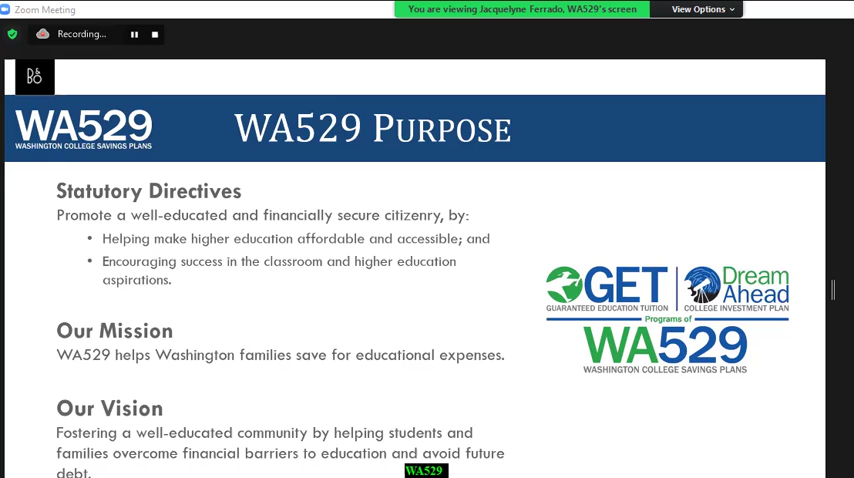 Zoom Meeting
You are viewing Jacquelyne Ferrado, WA529's screen
View Options
Recording...
B&O
WA529
WASHINGTON COLLEGE SAVINGS PLANS
WA529 PURPOSE
Statutory Directives
Promote a well-educated and financially secure citizenry, by:
• Helping make higher education affordable and accessible; and
• Encouraging success in the classroom and higher education
aspirations.
GET
GUARANTEED EDUCATION TUITION
Dream
Ahead
COLLEGE INVESTMENT PLAN
Programs of
WA529
WASHINGTON COLLEGE SAVINGS PLANS
Our Mission
WA529 helps Washington families save for educational expenses.
Our Vision
Fostering a well-educated community by helping students and
families overcome financial barriers to education and avoid future
debt.
WA529